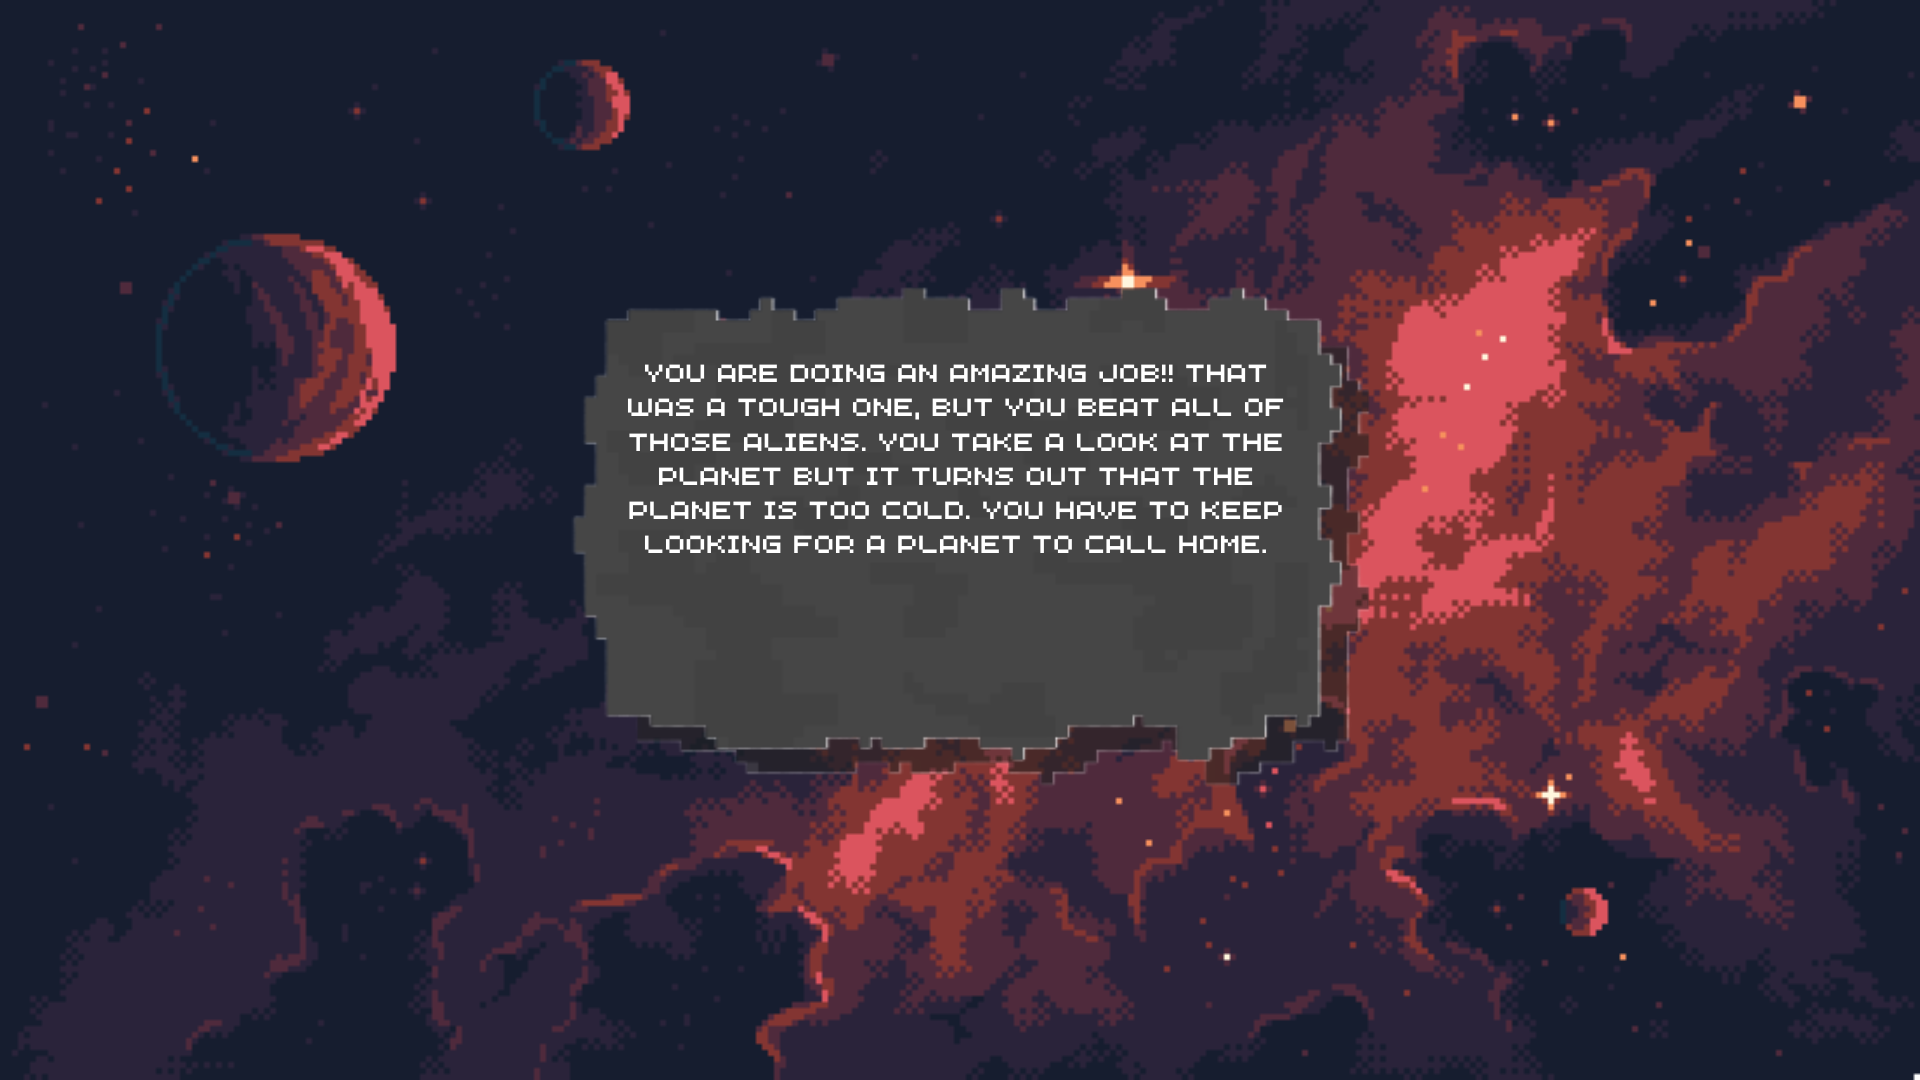 YOU ARE DOING AN AMAZING JOB!! THAT
WAS A TOUGH ONE, BUT YOU BEAT ALL OF
THOSE ALIENS. YOU TAKE A LOOK AT THE
PLANET BUT IT TURNS OUT THAT THE
PLANET IS TOO COLD. YOU HAVE TO KEEP
LOOKING FOR A PLANET TO CALL HOME.